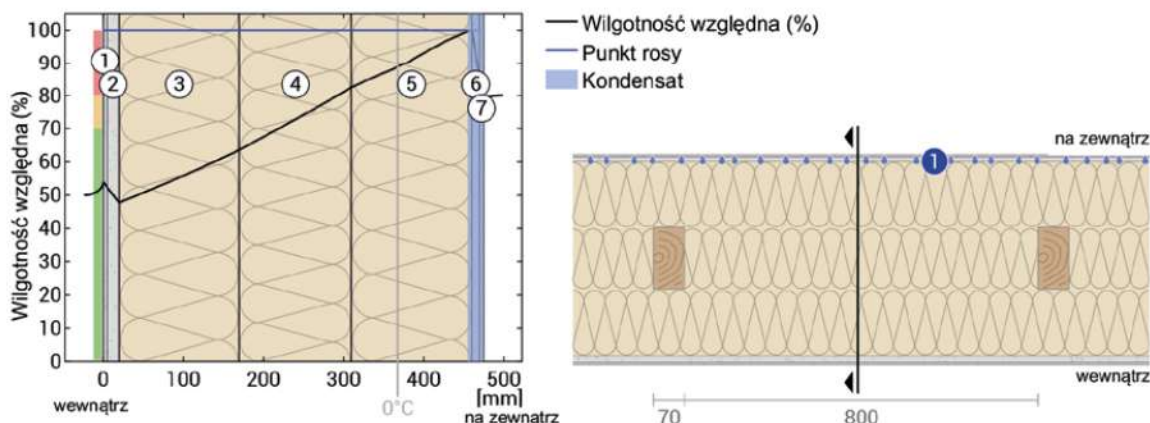 Wilgotność względna (%)
100
80
70
60
50
40
30
20
10
0
1
2
3
4
5
6
7
0
100
200
300
400
500
[mm]
wewnątrz
0°C
na zewnątrz
Wilgotność względna (%)
Punkt rosy
Kondensat
na zewnątrz
1
wewnątrz
70
800